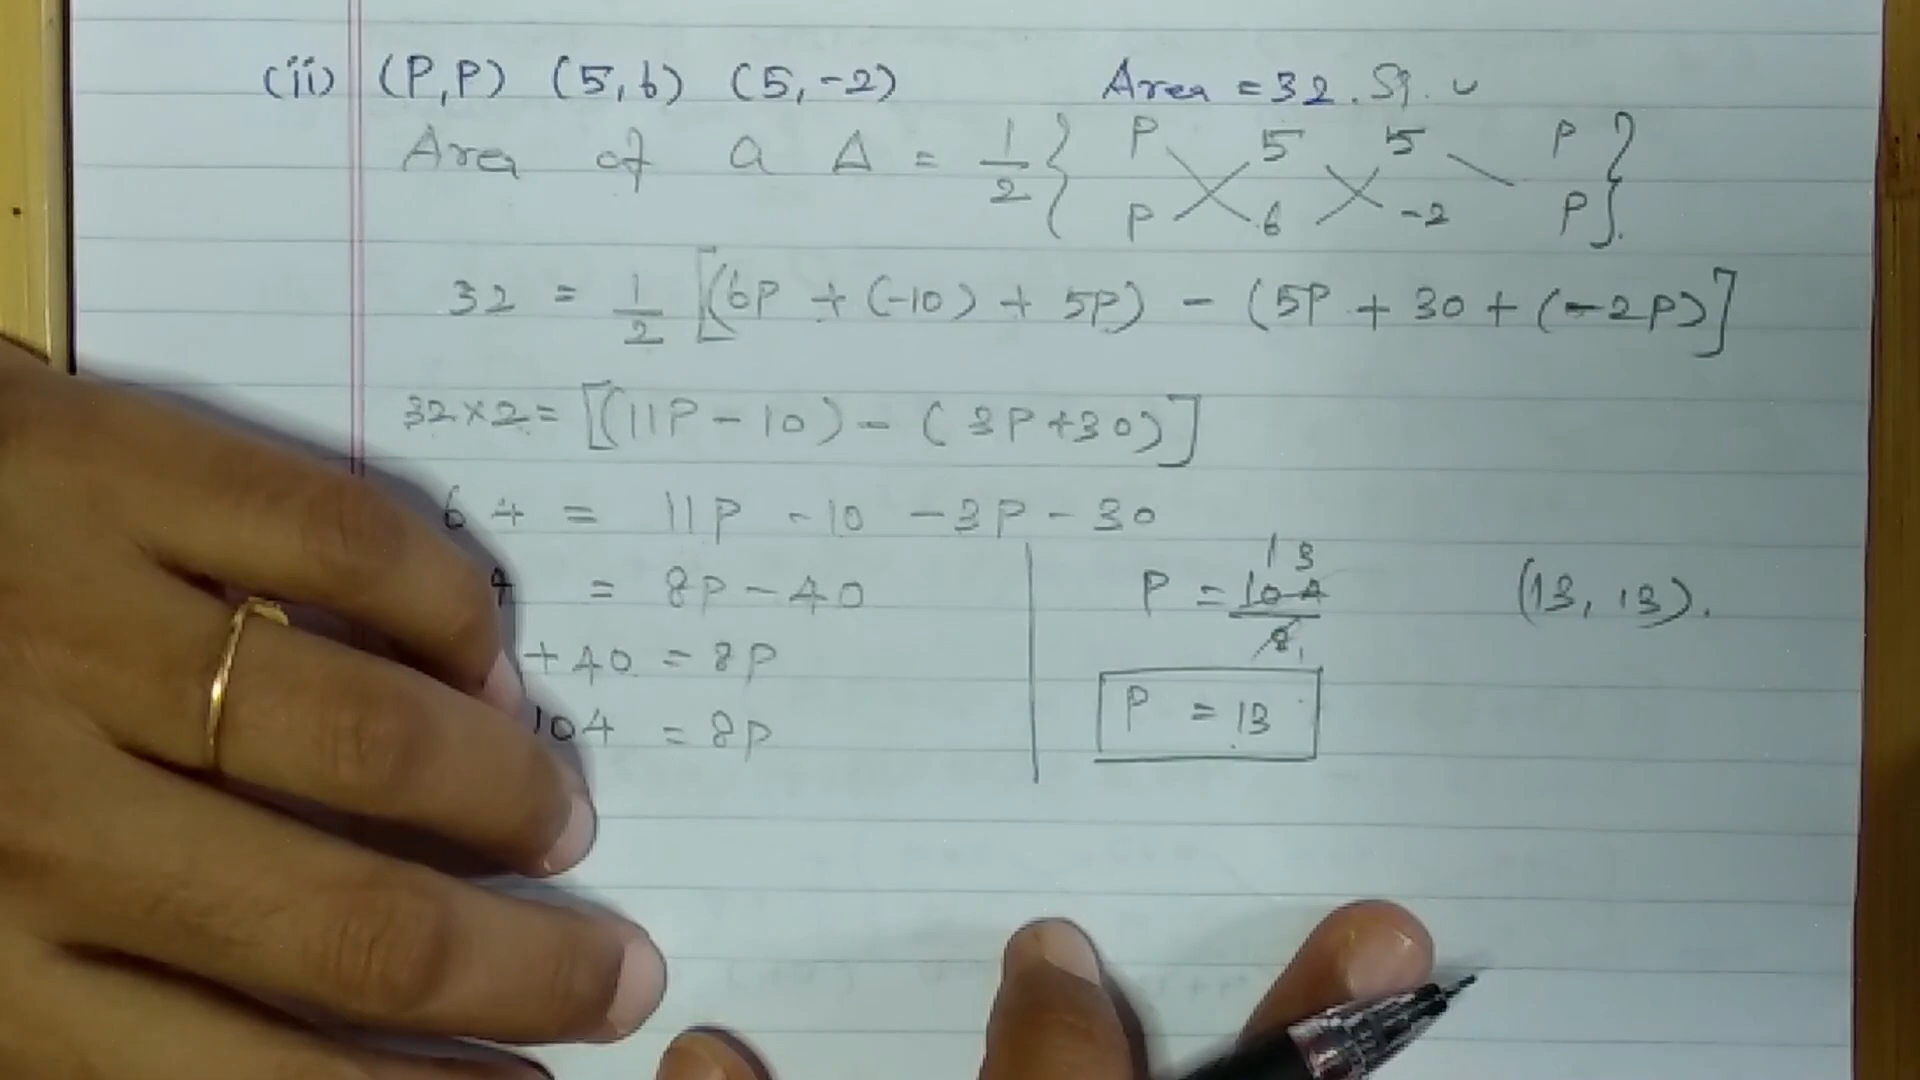 (ii) (P,P) (5,6) (5,-2) Area = 32. Sq. u
Area of a Δ = 1/2 { P 5 5 P
P 6 -2 P }.
32 = 1/2 [(6P + (-10) + 5P) - (5P + 30 + (-2P)]
32 × 2 = [(11P - 10) - (3P + 30)]
64 = 11P - 10 - 3P - 30
4 = 8P - 40
+ 40 = 8P
104 = 8P
13
P = 104 / 8 1
(13, 13).
P = 13